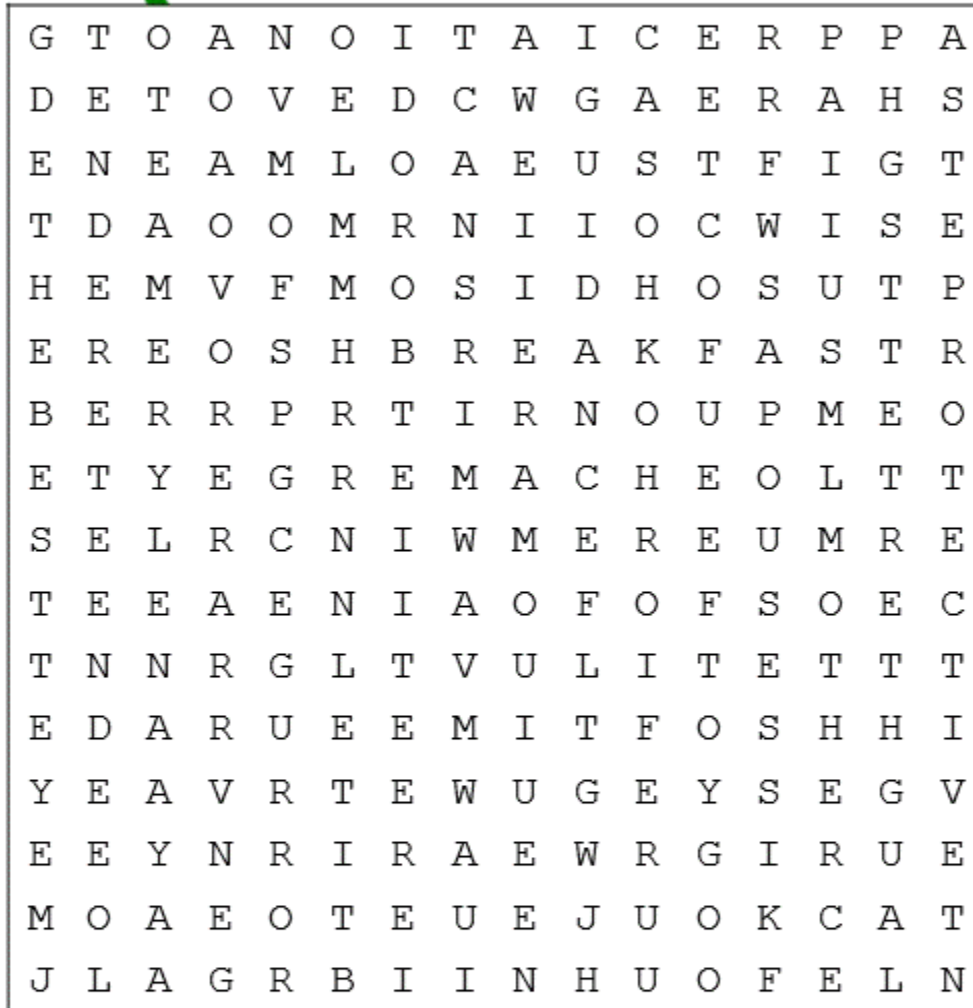 G T O A N O I T A I C E R P P A
D E T O V E D C W G A E R A H S
E N E A M L O A E U S T F I G T
T D A O O M R N I I O C W I S E
H E M V F M O S I D H O S U T P
E R E O S H B R E A K F A S T R
B E R R P R T I R N O U P M E O
E T Y E G R E M A C H E O L T T
S E L R C N I W M E R E U M R E
T E E A E N I A O F O F S O E C
T N N R G L T V U L I T E T T T
E D A R U E E M I T F O S H H I
Y E A V R T E W U G E Y S E G V
E E Y N R I R A E W R G I R U E
M O A E O T E U E J U O K C A T
J L A G R B I I N H U O F E L N